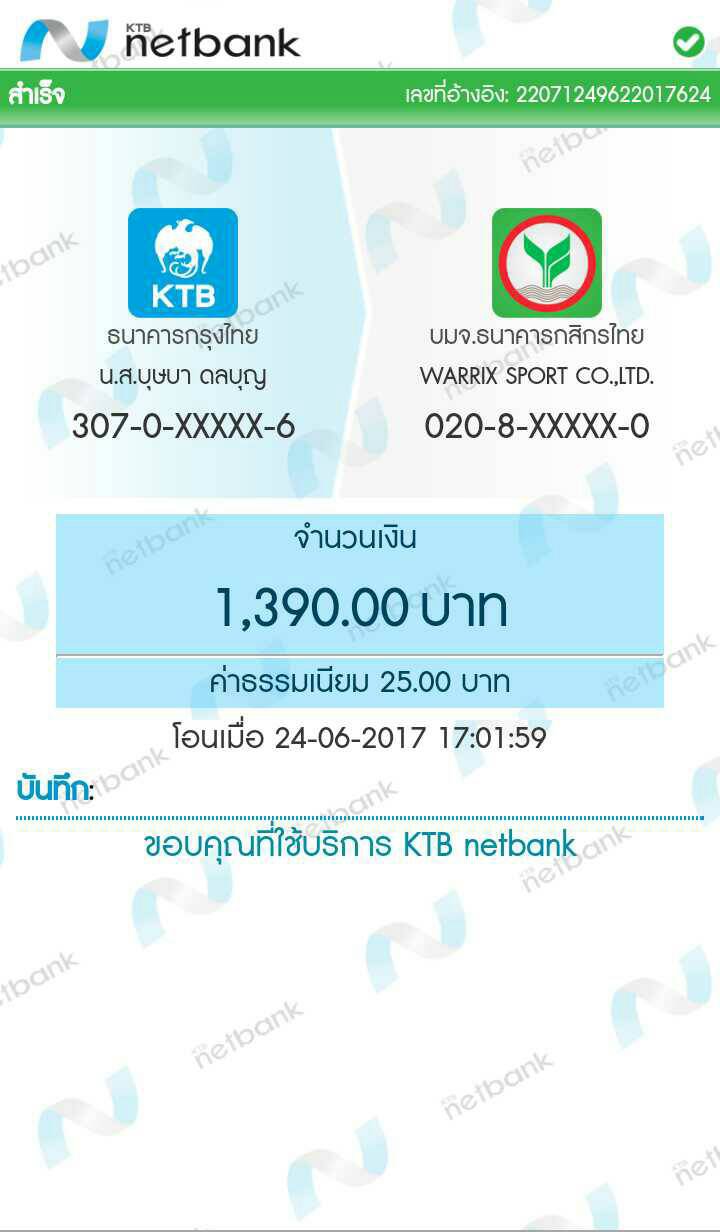 KTB
netbank
สำเร็จ
เลขที่อ้างอิง: 22071249622017624
KTB
ธนาคารกรุงไทย
น.ส.บุษบา ดลบุญ
307-0-XXXXX-6
บมจ.ธนาคารกสิกรไทย
WARRIX SPORT CO.,LTD.
020-8-XXXXX-0
จำนวนเงิน
1,390.00 บาท
ค่าธรรมเนียม 25.00 บาท
โอนเมื่อ 24-06-2017 17:01:59
บันทึก:
ขอบคุณที่ใช้บริการ KTB netbank